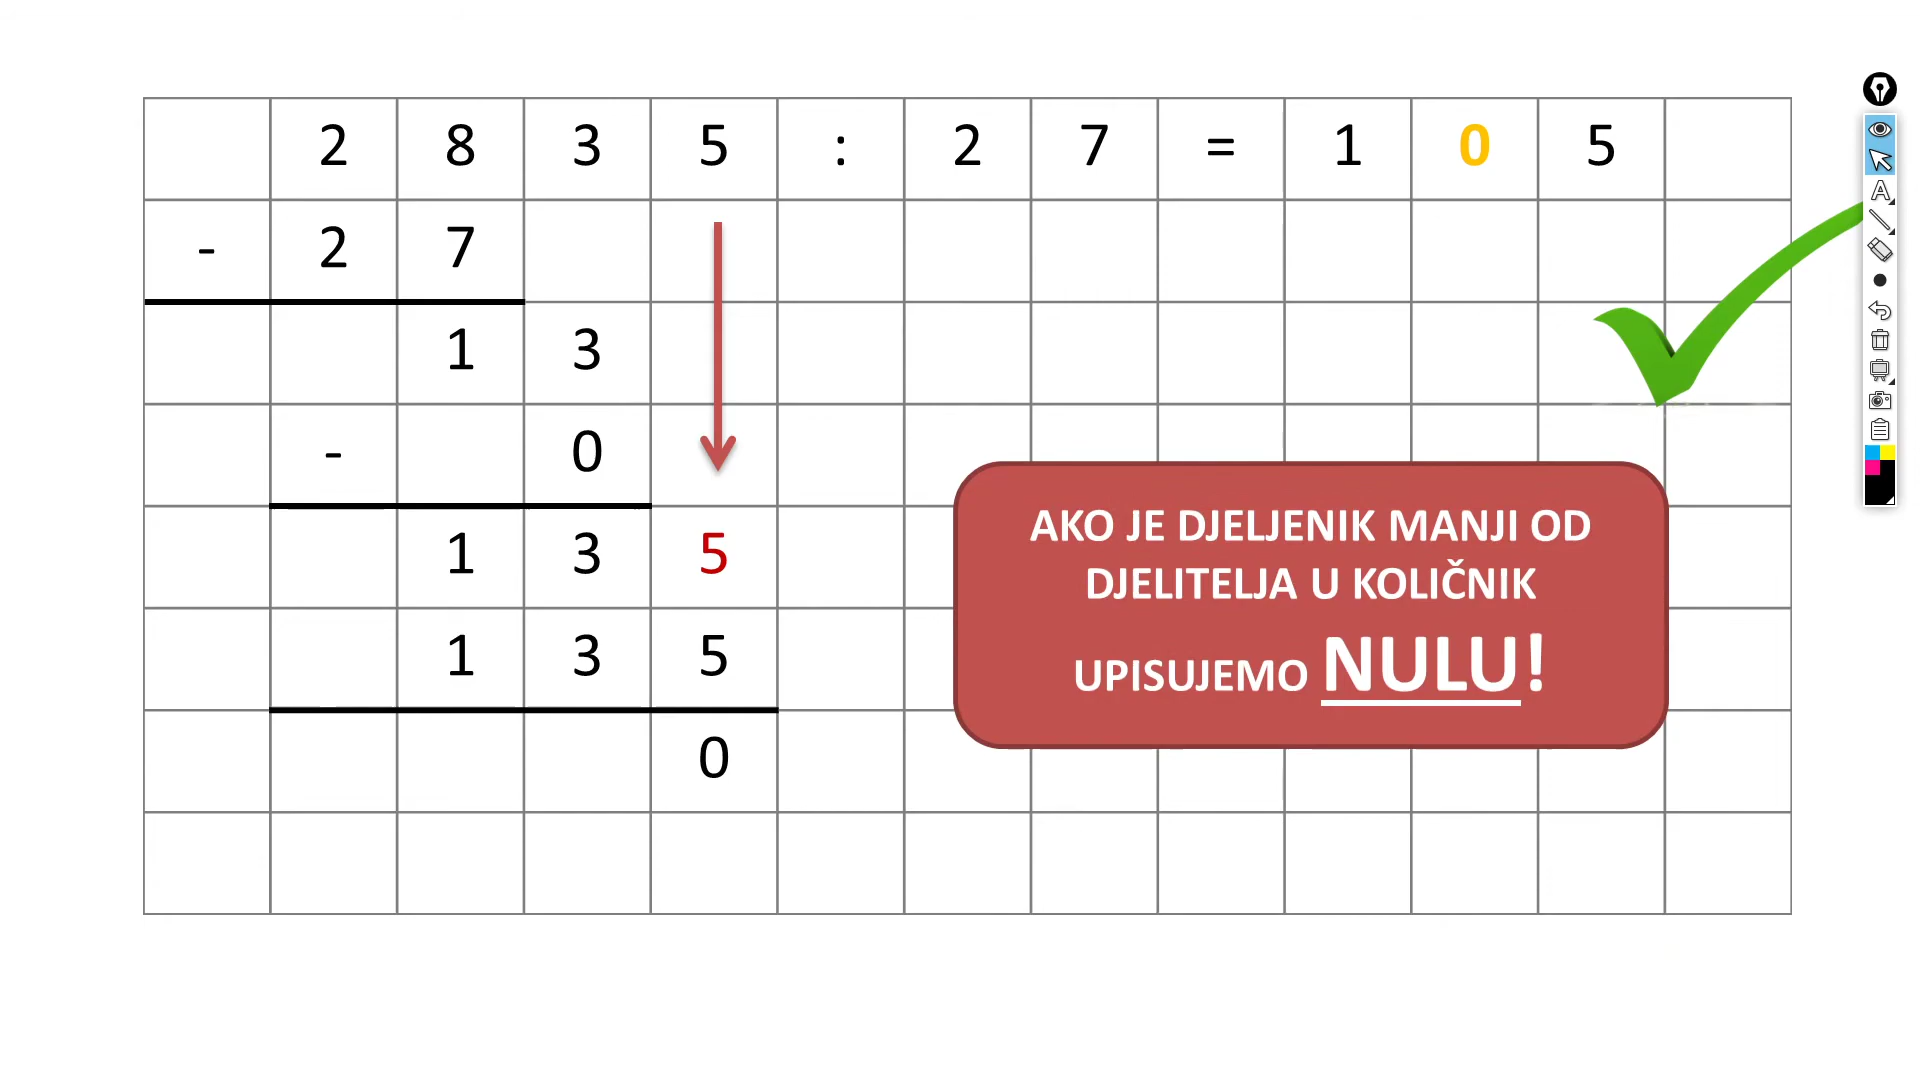 2 8 3 5 : 2 7 = 1 0 5
- 2 7
1 3
- 0
1 3 5
1 3 5
0
AKO JE DJELJENIK MANJI OD
DJELITELJA U KOLIČNIK
UPISUJEMO NULU!
A